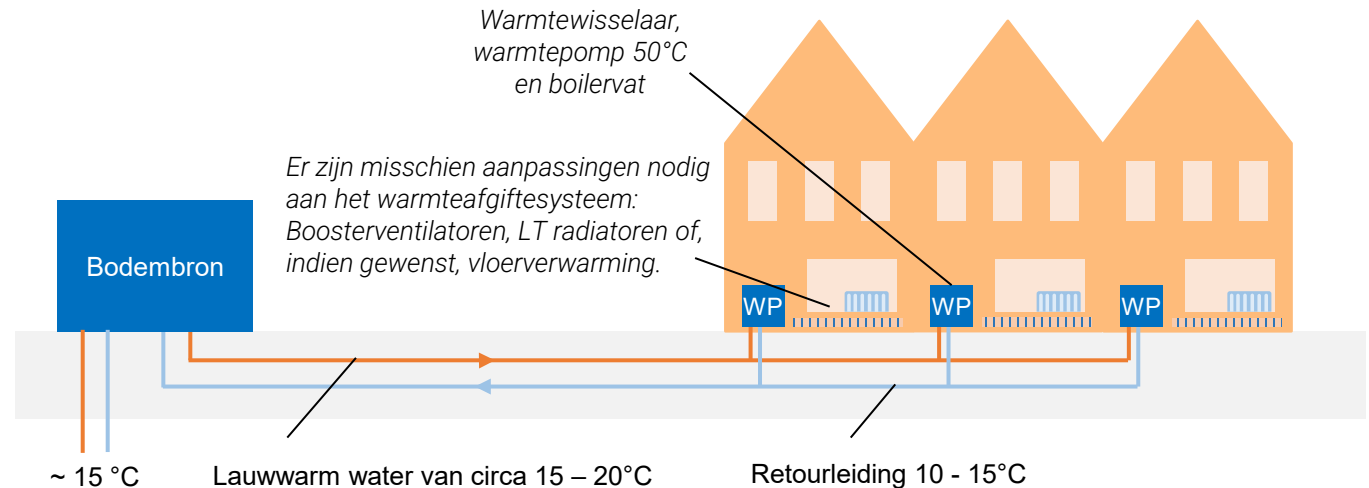 Warmtewisselaar,
warmtepomp 50°C
en boilervat
Er zijn misschien aanpassingen nodig
aan het warmteafgiftesysteem:
Boosterventilatoren, LT radiatoren of,
indien gewenst, vloerverwarming.
Bodembron
WP
WP
WP
~ 15 °C
Lauwwarm water van circa 15 – 20°C
Retourleiding 10 - 15°C